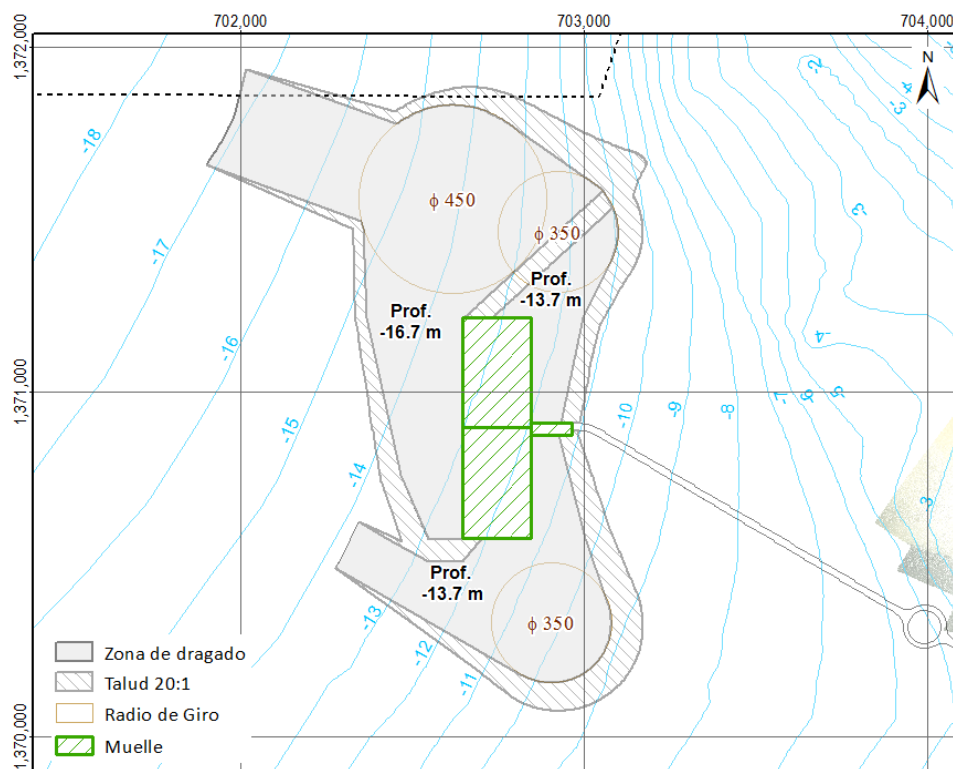 702,000
703,000
704,000
1,372,000
1,371,000
1,370,000
N
-18
-17
-16
-15
-14
-13
-12
-11
-10
-9
-8
-7
-6
-5
-4
-3
-3
-3
-4
-2
ϕ 450
ϕ 350
Prof.
-13.7 m
Prof.
-16.7 m
Prof.
-13.7 m
ϕ 350
Zona de dragado
Talud 20:1
Radio de Giro
Muelle